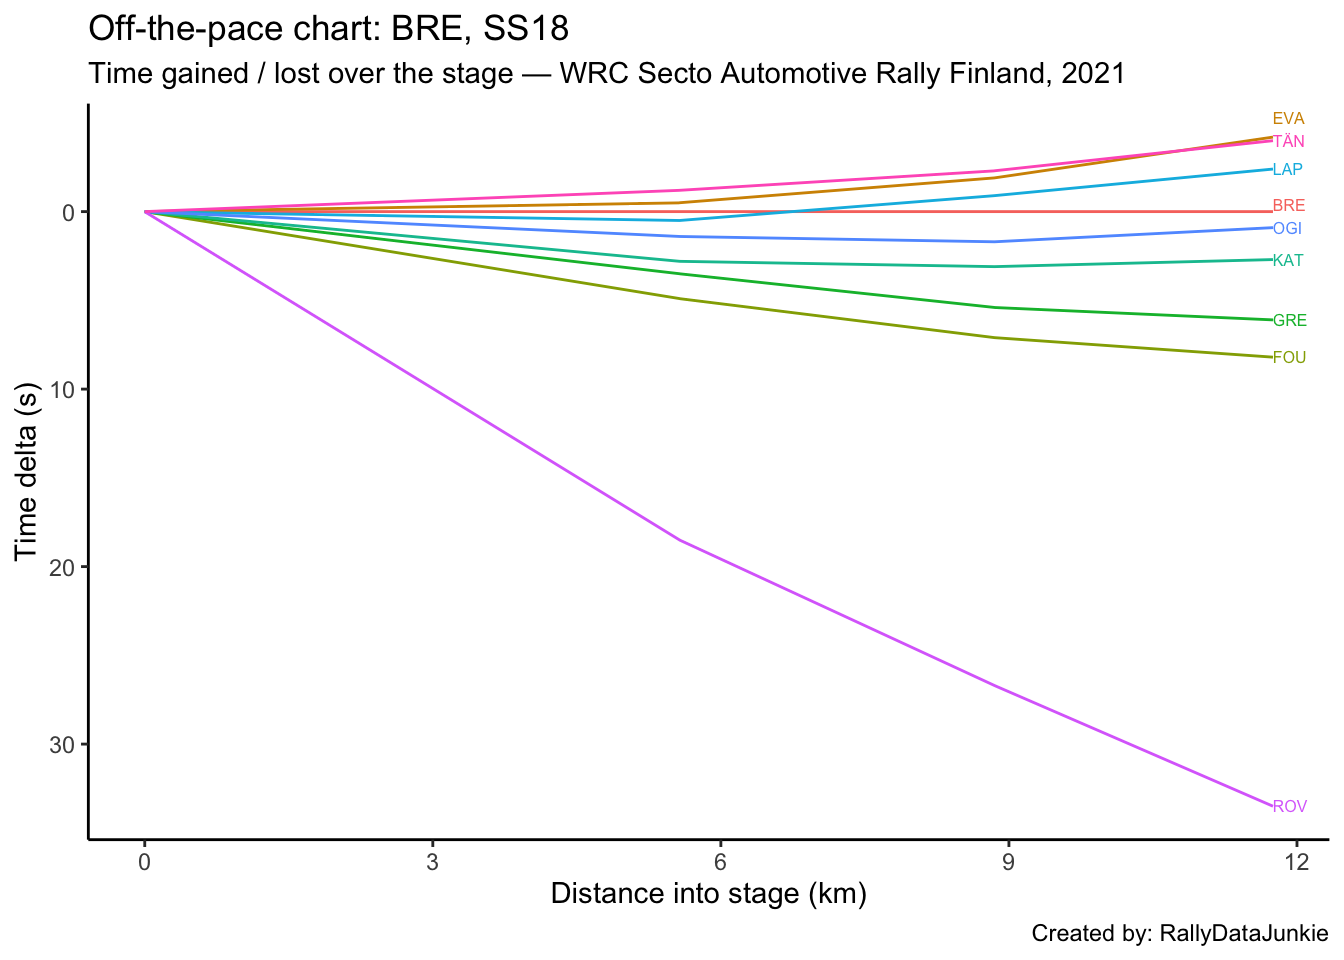 Off-the-pace chart: BRE, SS18
Time gained / lost over the stage — WRC Secto Automotive Rally Finland, 2021
EVA
TÄN
LAP
BRE
OGI
KAT
GRE
FOU
ROV
0
10
20
30
Time delta (s)
0 3 6 9 12
Distance into stage (km)
Created by: RallyDataJunkie